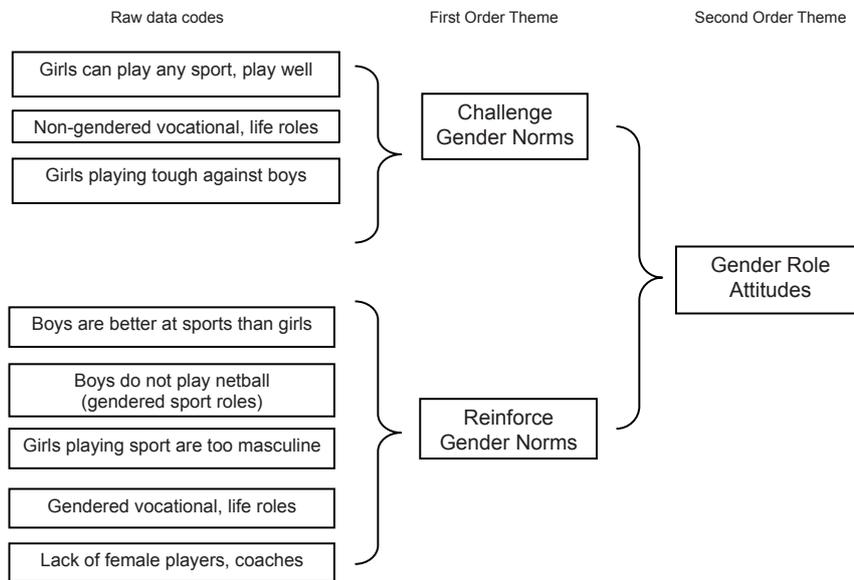 Raw data codes
First Order Theme
Second Order Theme
Girls can play any sport, play well
Non-gendered vocational, life roles
Girls playing tough against boys
Challenge
Gender Norms
Boys are better at sports than girls
Boys do not play netball
(gendered sport roles)
Girls playing sport are too masculine
Gendered vocational, life roles
Lack of female players, coaches
Reinforce
Gender Norms
Gender Role
Attitudes